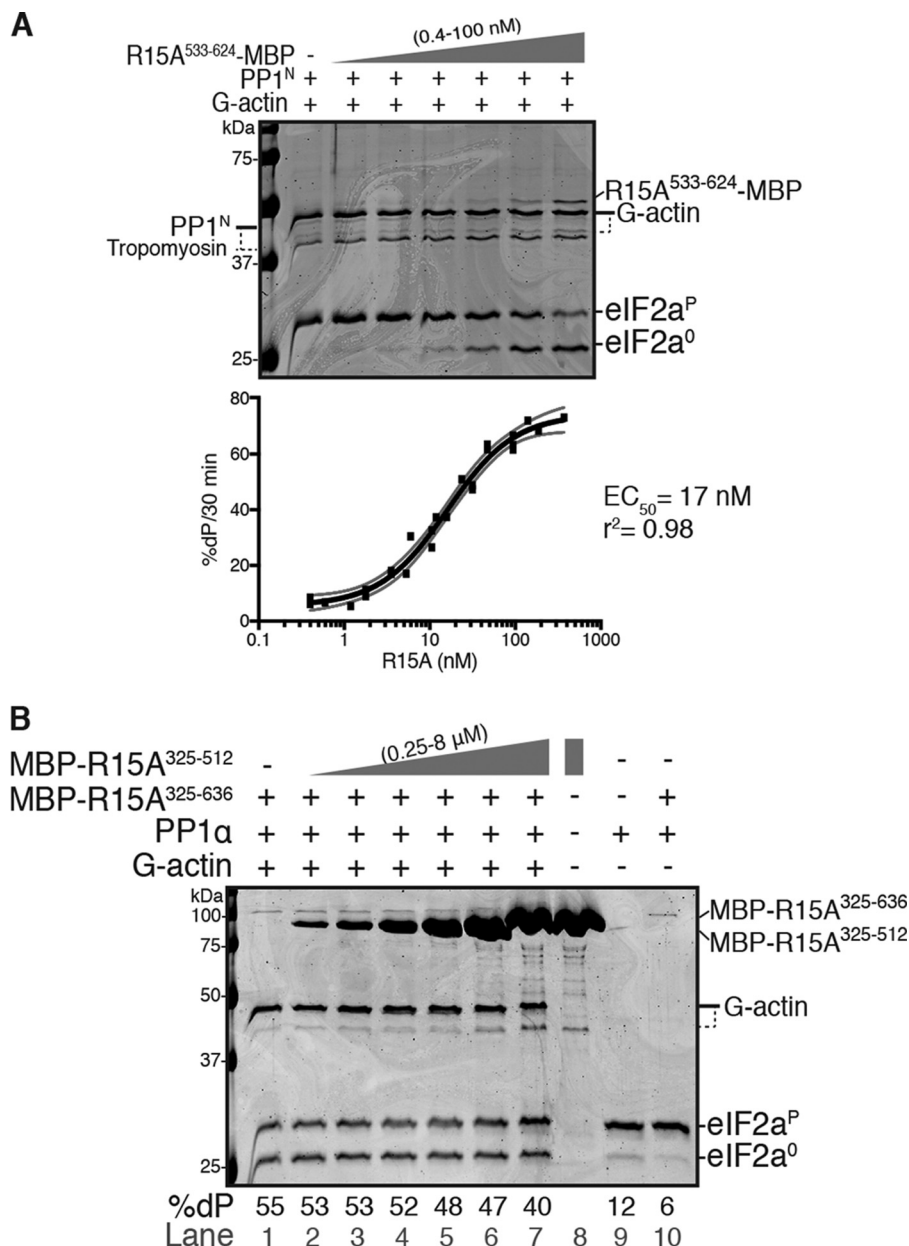 A
(0.4-100 nM)
R15A533-624-MBP -
PP1N + + + + + + +
G-actin + + + + + + +
kDa
75-
R15A533-624-MBP
G-actin
PP1N
Tropomyosin
37-
eIF2aP
eIF2a0
25-
80
60
40
20
0
%dP/30 min
EC50= 17 nM
r2= 0.98
0.1 1 10 100 1000
R15A (nM)
B
(0.25-8 µM)
MBP-R15A325-512 - - -
MBP-R15A325-636 + + + + + + + - - +
PP1α + + + + + + + - + +
G-actin + + + + + + + - - -
kDa
100-
MBP-R15A325-636
MBP-R15A325-512
75-
50-
G-actin
37-
eIF2aP
eIF2a0
25-
%dP 55 53 53 52 48 47 40 12 6
Lane 1 2 3 4 5 6 7 8 9 10